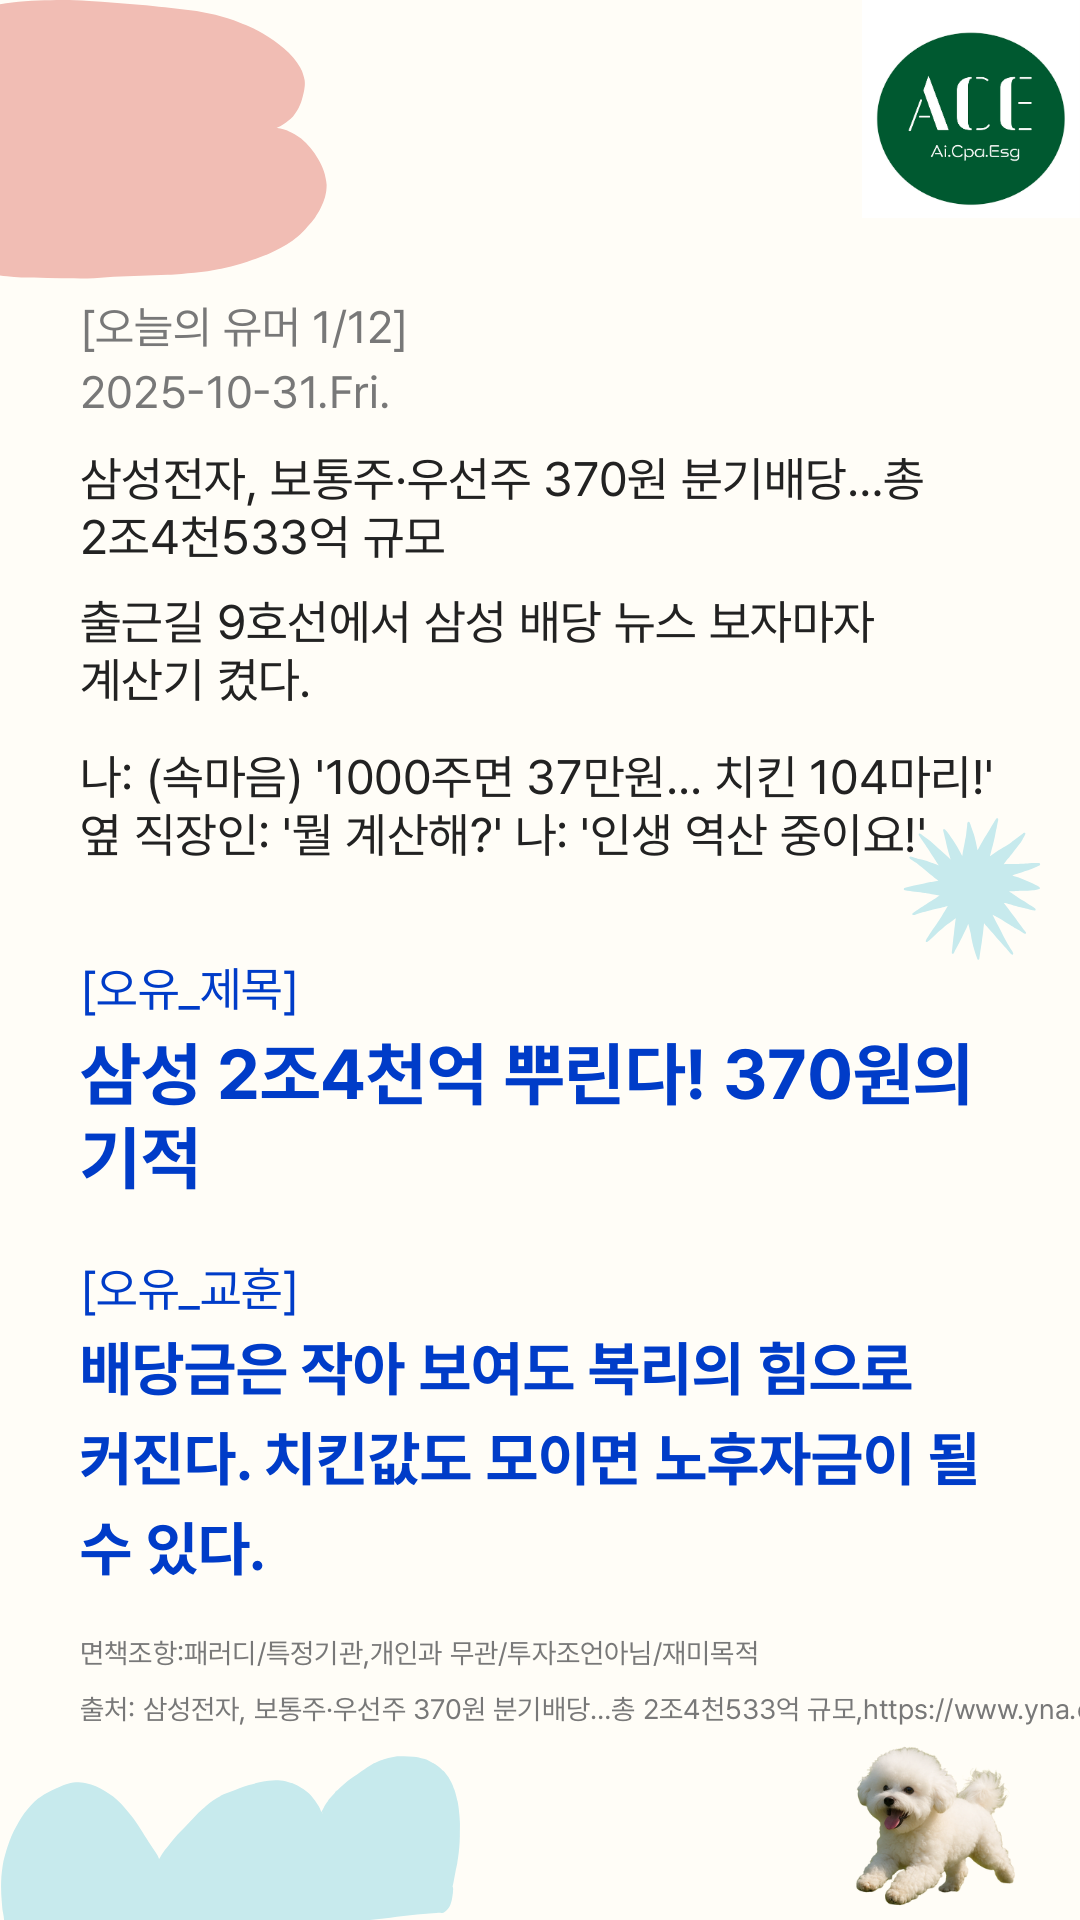 ACE
Ai.Cpa.Esg
[오늘의 유머 1/12]
2025-10-31.Fri.
삼성전자, 보통주·우선주 370원 분기배당…총
2조4천533억 규모
출근길 9호선에서 삼성 배당 뉴스 보자마자
계산기 켰다.
나: (속마음) '1000주면 37만원... 치킨 104마리!'
옆 직장인: '뭘 계산해?' 나: '인생 역산 중이요!'
[오유_제목]
삼성 2조4천억 뿌린다! 370원의
기적
[오유_교훈]
배당금은 작아 보여도 복리의 힘으로
커진다. 치킨값도 모이면 노후자금이 될
수 있다.
면책조항:패러디/특정기관,개인과 무관/투자조언아님/재미목적
출처: 삼성전자, 보통주·우선주 370원 분기배당…총 2조4천533억 규모,https://www.yna.c